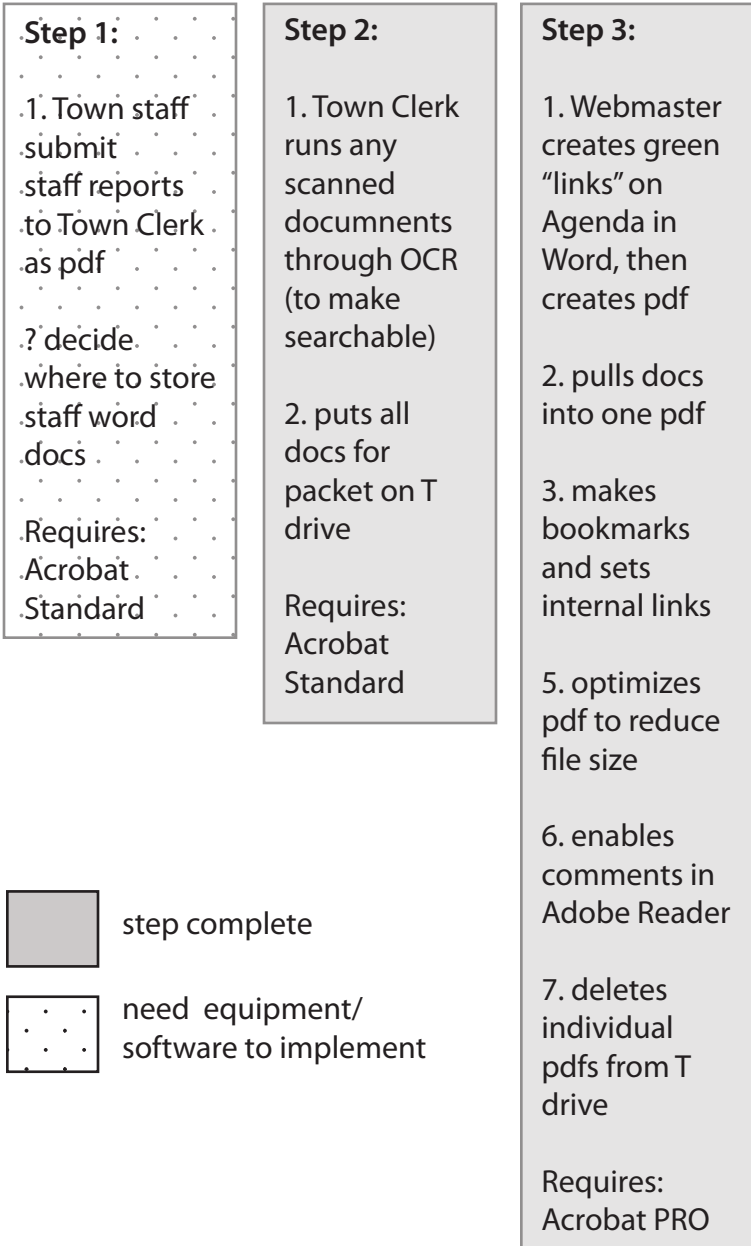 Step 1:
1. Town staff
submit
staff reports
to Town Clerk
as pdf
? decide
where to store
staff word
docs
Requires:
Acrobat
Standard
Step 2:
1. Town Clerk
runs any
scanned
documnents
through OCR
(to make
searchable)
2. puts all
docs for
packet on T
drive
Requires:
Acrobat
Standard
Step 3:
1. Webmaster
creates green
“links” on
Agenda in
Word, then
creates pdf
2. pulls docs
into one pdf
3. makes
bookmarks
and sets
internal links
5. optimizes
pdf to reduce
file size
6. enables
comments in
Adobe Reader
7. deletes
individual
pdfs from T
drive
Requires:
Acrobat PRO
step complete
need equipment/
software to implement